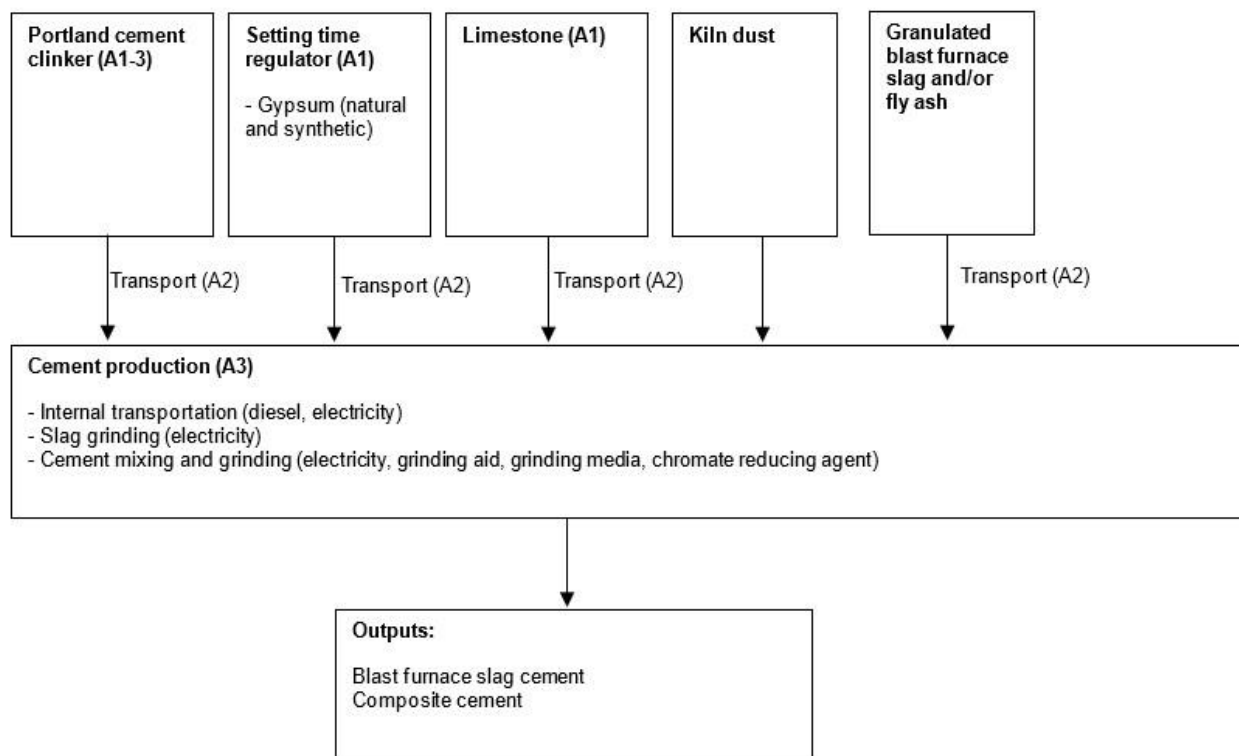 Portland cement
clinker (A1-3)
Setting time
regulator (A1)
- Gypsum (natural
and synthetic)
Limestone (A1)
Kiln dust
Granulated
blast furnace
slag and/or
fly ash
Transport (A2)
Transport (A2)
Transport (A2)
Transport (A2)
Cement production (A3)
- Internal transportation (diesel, electricity)
- Slag grinding (electricity)
- Cement mixing and grinding (electricity, grinding aid, grinding media, chromate reducing agent)
Outputs:
Blast furnace slag cement
Composite cement